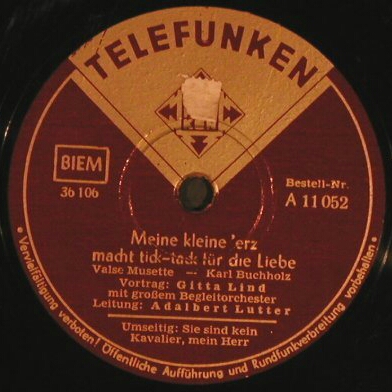 TELEFUNKEN
BIEM
36 106
Bestell-Nr.
A 11052
Meine kleine 'erz
macht tick-tack für die Liebe
Valse Musette — Karl Buchholz
Vortrag: Gitta Lind
mit großem Begleitorchester
Leitung: Adalbert Lutter
Umseitig: Sie sind kein
Kavalier, mein Herr
• Vervielfältigung verboten! Öffentliche Aufführung und Rundfunkverbreitung vorbehalten •